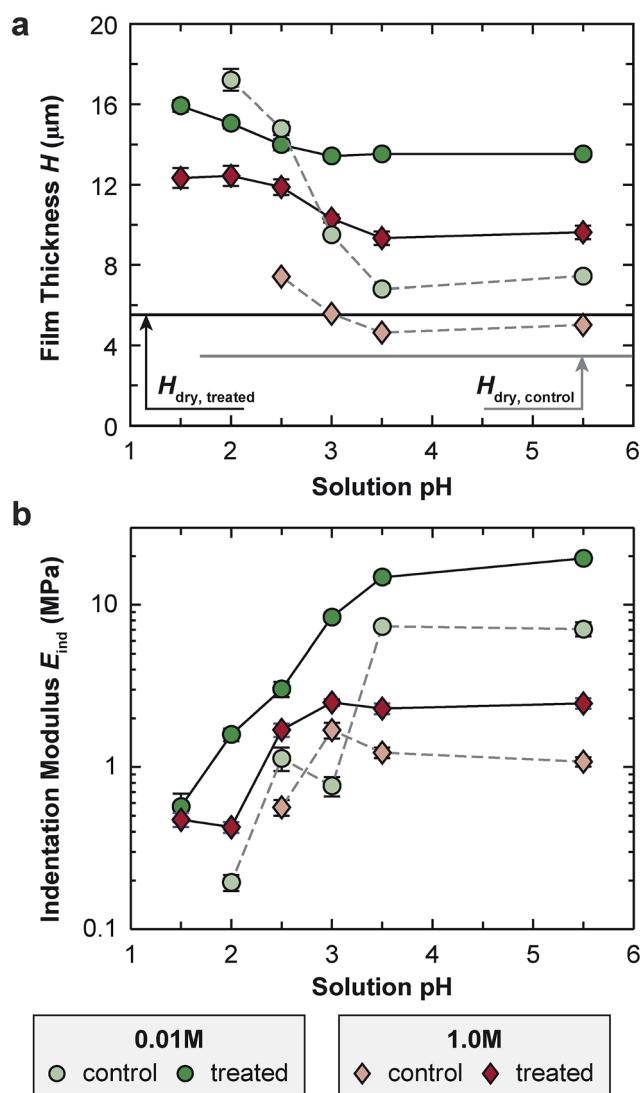 a
20
16
12
8
4
0
Film Thickness H (μm)
H dry, treated
H dry, control
1 2 3 4 5 6
Solution pH
b
10
1
0.1
Indentation Modulus E ind (MPa)
1 2 3 4 5 6
Solution pH
0.01M
control treated
1.0M
control treated